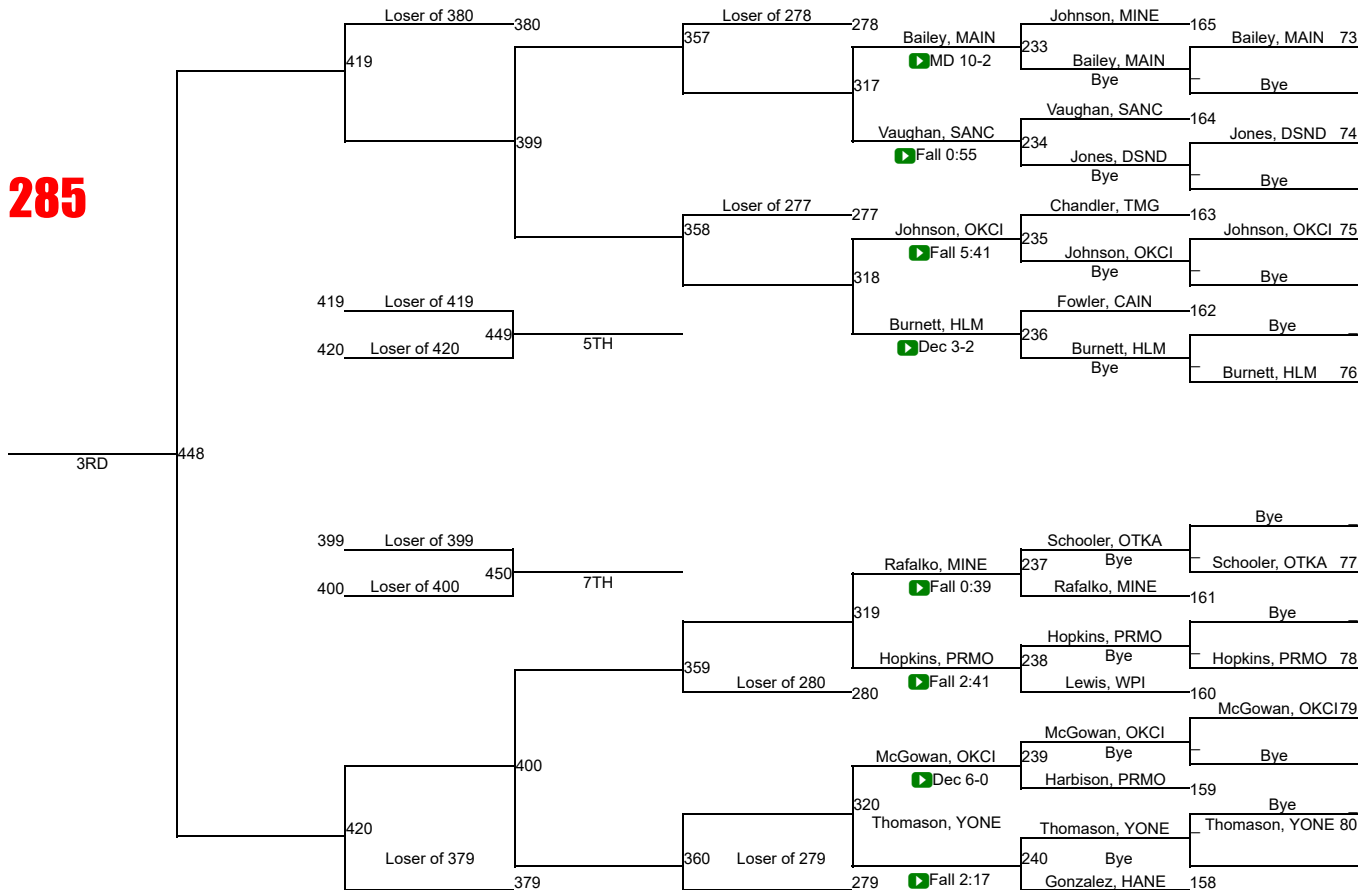 Loser of 380
380
Loser of 278
278
Johnson, MINE
165
357
Bailey, MAIN
233
Bailey, MAIN 73
MD 10-2
Bailey, MAIN
419
Bye
317
Bye
Vaughan, SANC
164
Vaughan, SANC
Jones, DSND 74
399
234
Fall 0:55
Jones, DSND
Bye
Bye
285
Loser of 277
277
Chandler, TMG
163
358
Johnson, OKCI
235
Johnson, OKCI 75
Fall 5:41
Johnson, OKCI
Bye
318
Bye
419
Loser of 419
Fowler, CAIN
162
449
Burnett, HLM
236
Bye
5TH
420
Loser of 420
Dec 3-2
Burnett, HLM
Bye
Burnett, HLM 76
448
3RD
Bye
399
Loser of 399
Schooler, OTKA
Rafalko, MINE
237
Bye
Schooler, OTKA 77
450
7TH
400
Loser of 400
Fall 0:39
Rafalko, MINE
161
319
Bye
Hopkins, PRMO
359
Hopkins, PRMO
238
Bye
Hopkins, PRMO 78
Loser of 280
280
Fall 2:41
Lewis, WPI
160
McGowan, OKCI 79
McGowan, OKCI
400
McGowan, OKCI
239
Bye
Bye
Dec 6-0
Harbison, PRMO
159
320
Bye
420
Thomason, YONE
Thomason, YONE
Thomason, YONE 80
Loser of 379
360
Loser of 279
240
Bye
379
279
Fall 2:17
Gonzalez, HANE
158